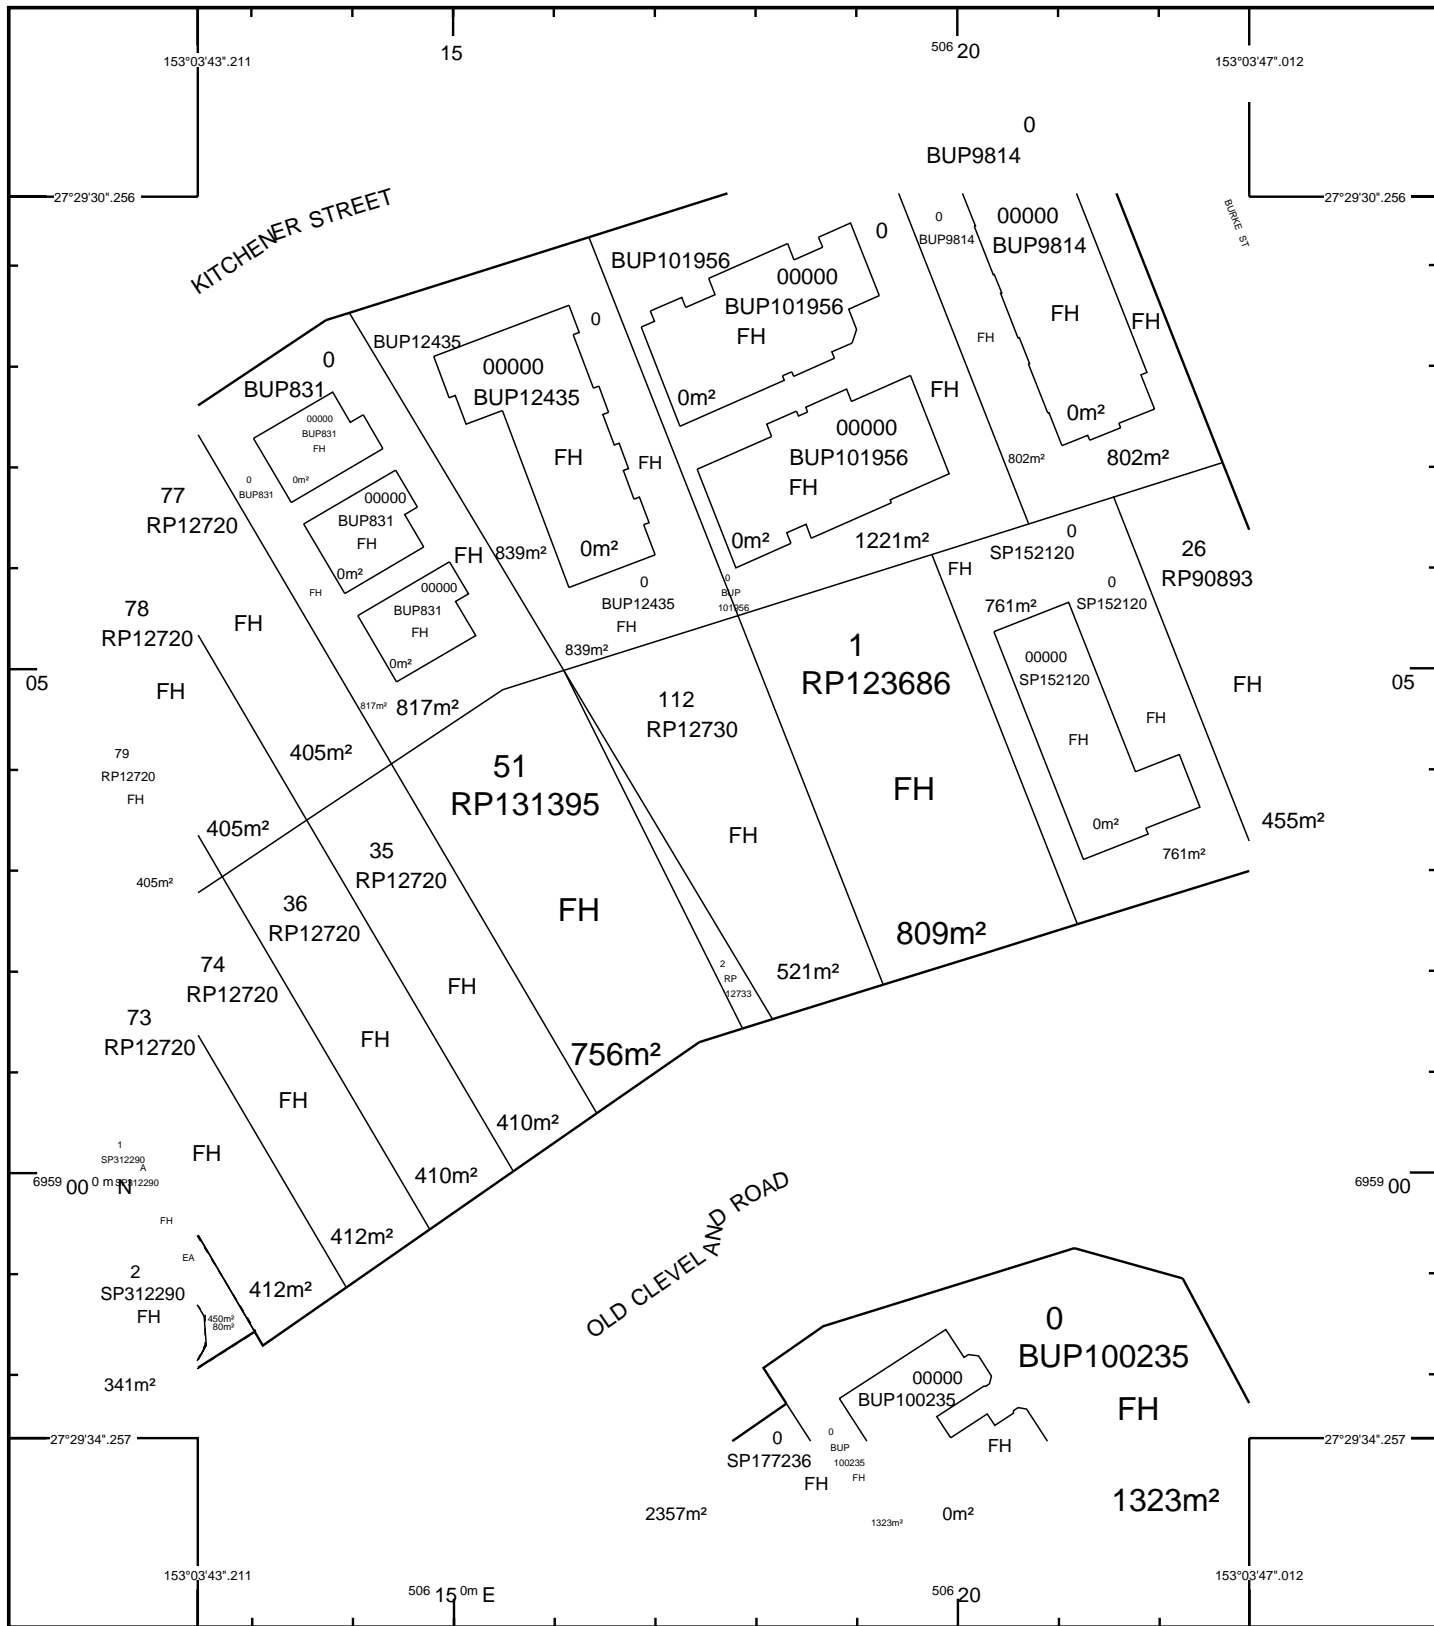 15
506 20
153°03'43".211
153°03'47".012
0
BUP9814
27°29'30".256
27°29'30".256
KITCHENER STREET
BURKE ST
0
BUP9814
00000
BUP9814
FH
FH
FH
0m²
802m²
802m²
0
BUP101956
00000
BUP101956
FH
0m²
FH
00000
BUP101956
FH
0m²
1221m²
0
BUP
101956
0
BUP12435
00000
BUP12435
FH
FH
0m²
839m²
0
BUP12435
FH
839m²
0
BUP831
00000
BUP831
FH
0m²
0
BUP831
00000
BUP831
FH
0m²
FH
FH
00000
BUP831
FH
0m²
817m²
817m²
77
RP12720
FH
405m²
78
RP12720
FH
405m²
79
RP12720
FH
405m²
05
05
0
SP152120
FH
761m²
0
SP152120
00000
SP152120
FH
FH
0m²
761m²
26
RP90893
FH
455m²
1
RP123686
FH
809m²
112
RP12730
FH
521m²
2
RP
12733
51
RP131395
FH
756m²
35
RP12720
FH
410m²
36
RP12720
FH
410m²
74
RP12720
FH
412m²
73
RP12720
FH
412m²
1
SP312290
A
SP312290
6959 00 0 m N
6959 00
FH
EA
2
SP312290
FH
1450m²
80m²
341m²
OLD CLEVELAND ROAD
0
BUP100235
FH
1323m²
00000
BUP100235
FH
0m²
0
SP177236
FH
2357m²
0
BUP
100235
FH
1323m²
27°29'34".257
27°29'34".257
153°03'43".211
153°03'47".012
506 15 0m E
506 20